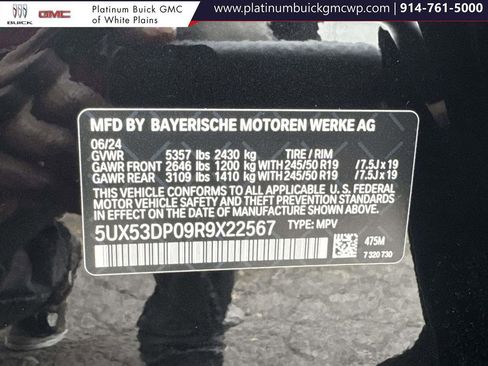 Platinum Buick GMC
of White Plains
BUICK GMC
www.platinumbuickgmcwp.com | 914-761-5000
MFD BY BAYERISCHE MOTOREN WERKE AG
06/24
GVWR 5357 lbs 2430 kg TIRE / RIM
GAWR FRONT 2646 lbs 1200 kg WITH 245/50 R19 /7.5J x 19
GAWR REAR 3109 lbs 1410 kg WITH 245/50 R19 /7.5J x 19
THIS VEHICLE CONFORMS TO ALL APPLICABLE U. S. FEDERAL
MOTOR VEHICLE SAFETY AND THEFT PREVENTION STANDARDS
IN EFFECT ON THE DATE OF MANUFACTURE SHOWN ABOVE.
5UX53DP09R9X22567 TYPE: MPV
475M
7 320 730